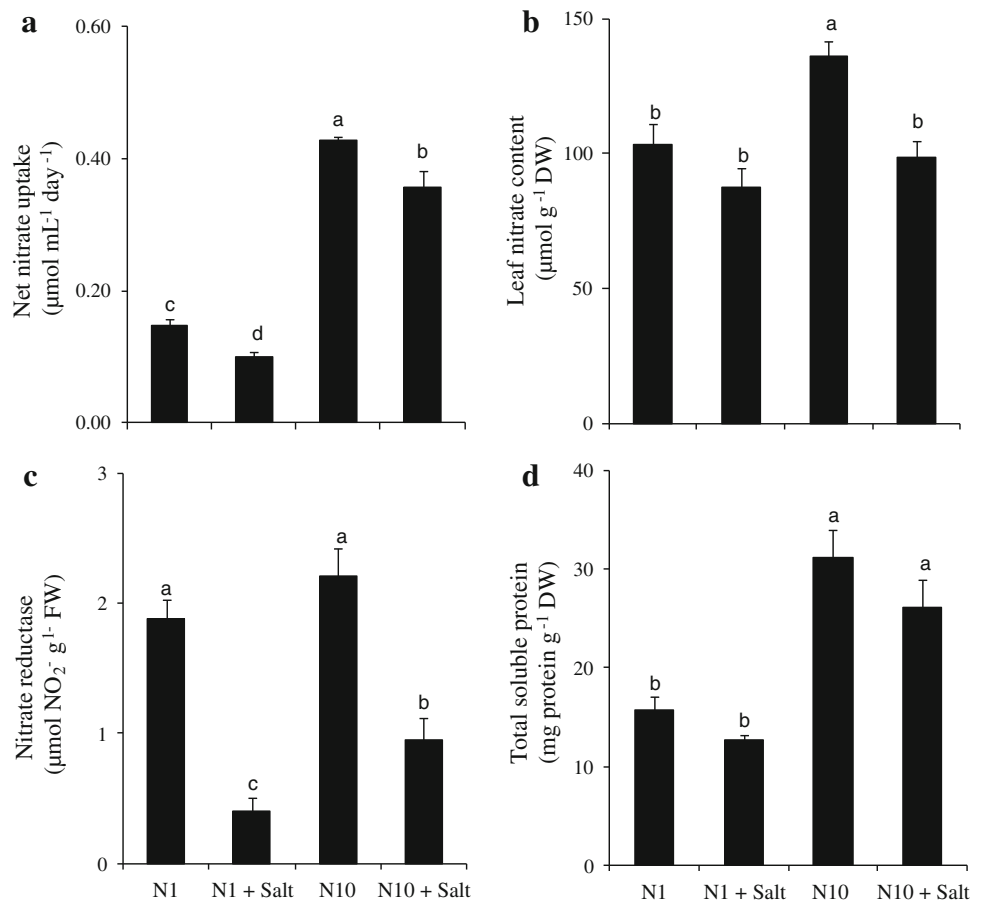 a
0.60
0.40
0.20
0.00
Net nitrate uptake
(µmol mL-1 day -1)
c
d
a
b
b
150
100
50
0
Leaf nitrate content
(µmol g -1 DW)
b
b
a
b
c
3
2
1
0
Nitrate reductase
(µmol NO2- g1- FW)
a
c
a
b
N1
N1 + Salt
N10
N10 + Salt
d
40
30
20
10
0
Total soluble protein
(mg protein g-1 DW)
b
b
a
a
N1
N1 + Salt
N10
N10 + Salt